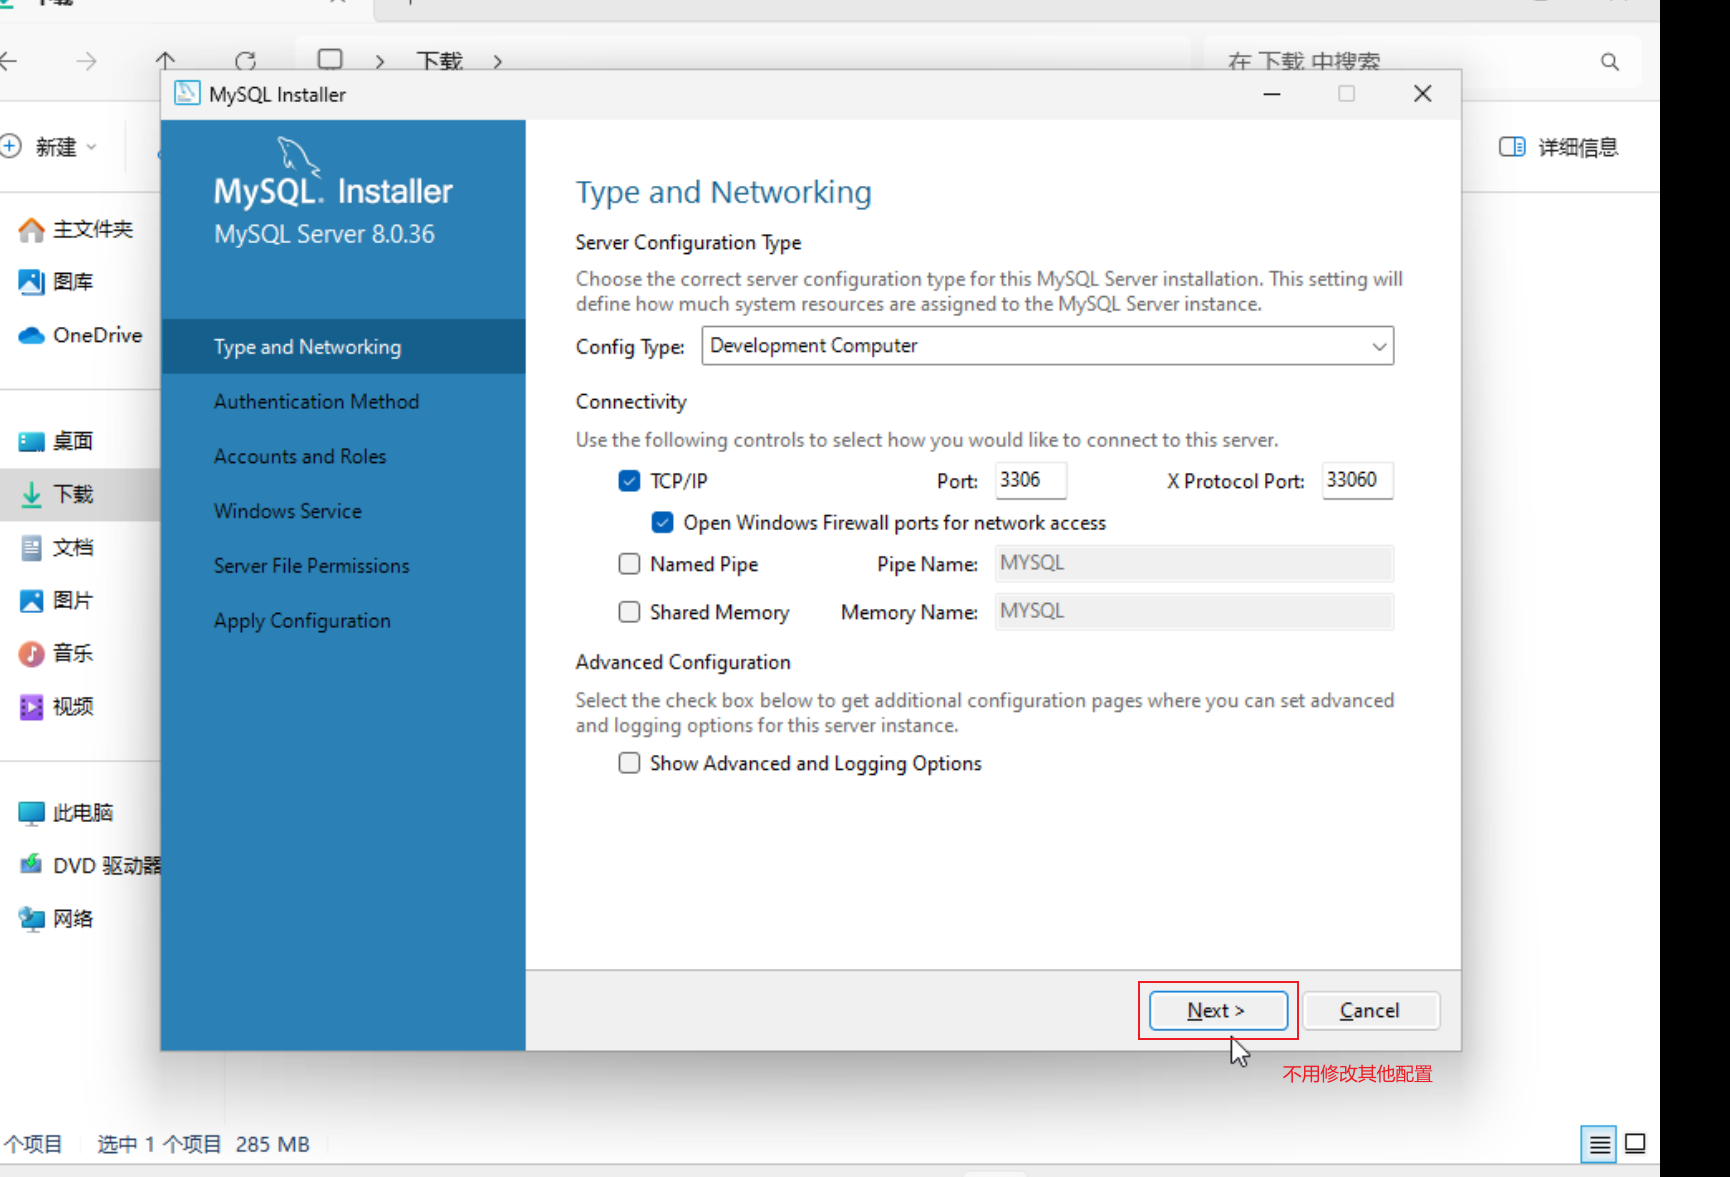 下载
下载
在 下载 中搜索
MySQL Installer
新建
详细信息
MySQL. Installer
MySQL Server 8.0.36
Type and Networking
Authentication Method
Accounts and Roles
Windows Service
Server File Permissions
Apply Configuration
主文件夹
图库
OneDrive
桌面
下载
文档
图片
音乐
视频
此电脑
DVD 驱动器
网络
Type and Networking
Server Configuration Type
Choose the correct server configuration type for this MySQL Server installation. This setting will
define how much system resources are assigned to the MySQL Server instance.
Config Type: Development Computer
Connectivity
Use the following controls to select how you would like to connect to this server.
TCP/IP Port: 3306 X Protocol Port: 33060
Open Windows Firewall ports for network access
Named Pipe Pipe Name: MYSQL
Shared Memory Memory Name: MYSQL
Advanced Configuration
Select the check box below to get additional configuration pages where you can set advanced
and logging options for this server instance.
Show Advanced and Logging Options
Next > Cancel
不用修改其他配置
个项目 选中 1 个项目 285 MB